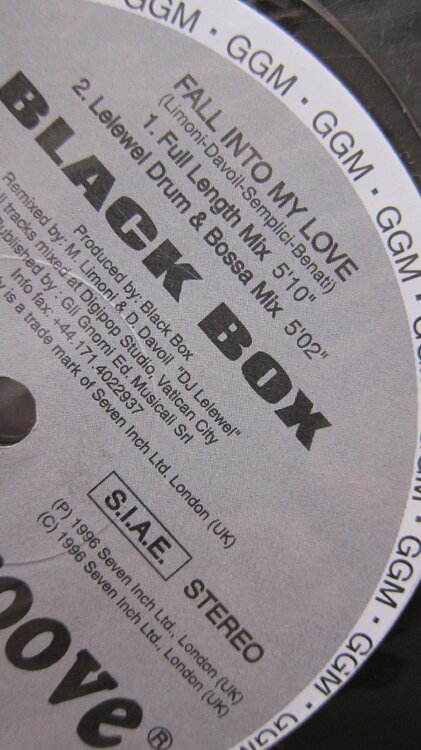 GGM · GGM · GGM · GGM · GGM · GGM · GGM · GGM · GGM
FALL INTO MY LOVE
(Limoni-Davoli-Semplici-Benati)
1. Full Length Mix 5'10"
2. Lelewel Drum & Bossa Mix 5'02"
BLACK BOX
Produced by: Black Box
Remixed by: M. Limoni & D. Davoli "DJ Lelewel"
tracks mixed at Digipop Studio, Vatican City
Published by: Gli Gnomi Ed. Musicali Srl
Info fax: +44.171.4022937
is a trade mark of Seven Inch Ltd. London (UK)
S.I.A.E. STEREO
(P) 1996 Seven Inch Ltd., London (UK)
(C) 1996 Seven Inch Ltd., London (UK)
oove®